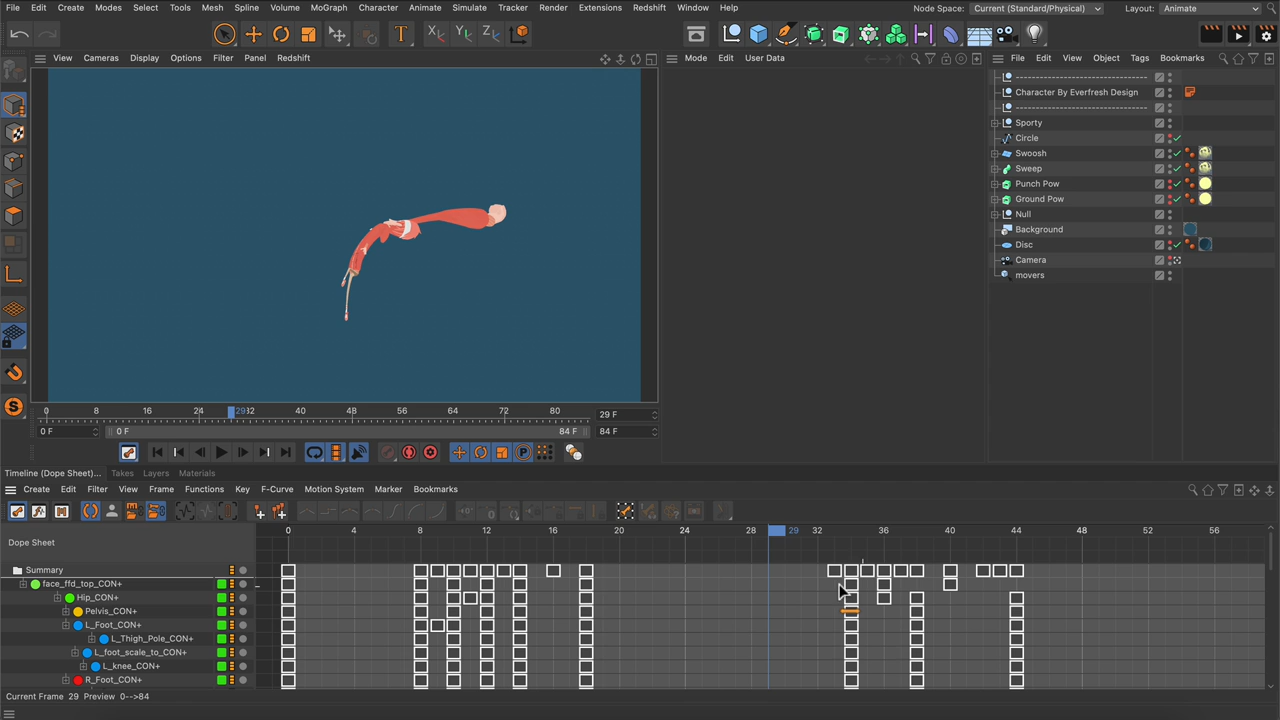 File Edit Create Modes Select Tools Mesh Spline Volume MoGraph Character Animate Simulate Tracker Render Extensions Redshift Window Help Node Space: Current (Standard/Physical) Layout: Animate
View Cameras Display Options Filter Panel Redshift Mode Edit User Data File Edit View Object Tags Bookmarks
---------------------------------
Character By Everfresh Design
---------------------------------
Sporty
Circle
Swoosh
Sweep
Punch Pow
Ground Pow
Null
Background
Disc
Camera
movers
0 8 16 24 29 32 40 48 56 64 72 80 29 F
0 F 0 F 84 F 84 F
Timeline (Dope Sheet)... Takes Layers Materials
Create Edit Filter View Frame Functions Key F-Curve Motion System Marker Bookmarks
0 4 8 12 16 20 24 28 29 32 36 40 44 48 52 56
Dope Sheet
Summary
face_ffd_top_CON+
Hip_CON+
Pelvis_CON+
L_Foot_CON+
L_Thigh_Pole_CON+
L_foot_scale_to_CON+
L_knee_CON+
R_Foot_CON+
Current Frame 29 Preview 0-->84